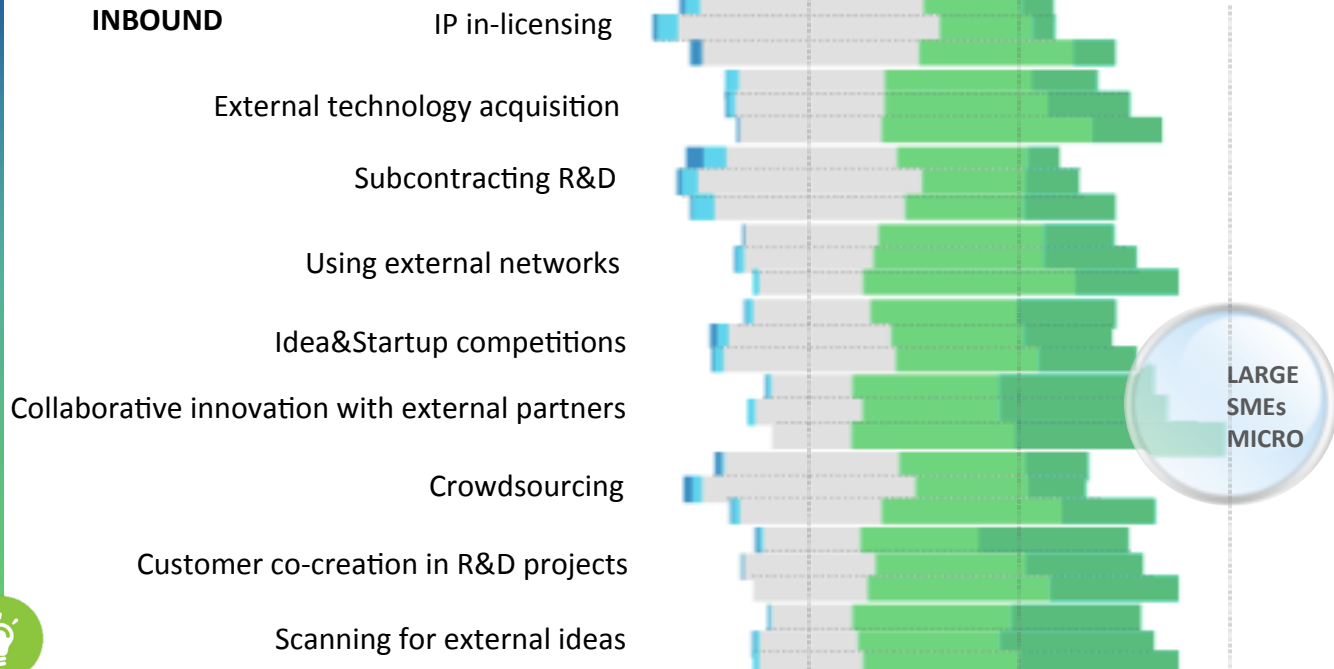 INBOUND
IP in-licensing
External technology acquisition
Subcontracting R&D
Using external networks
Idea&Startup competitions
Collaborative innovation with external partners
LARGE
SMEs
MICRO
Crowdsourcing
Customer co-creation in R&D projects
Scanning for external ideas